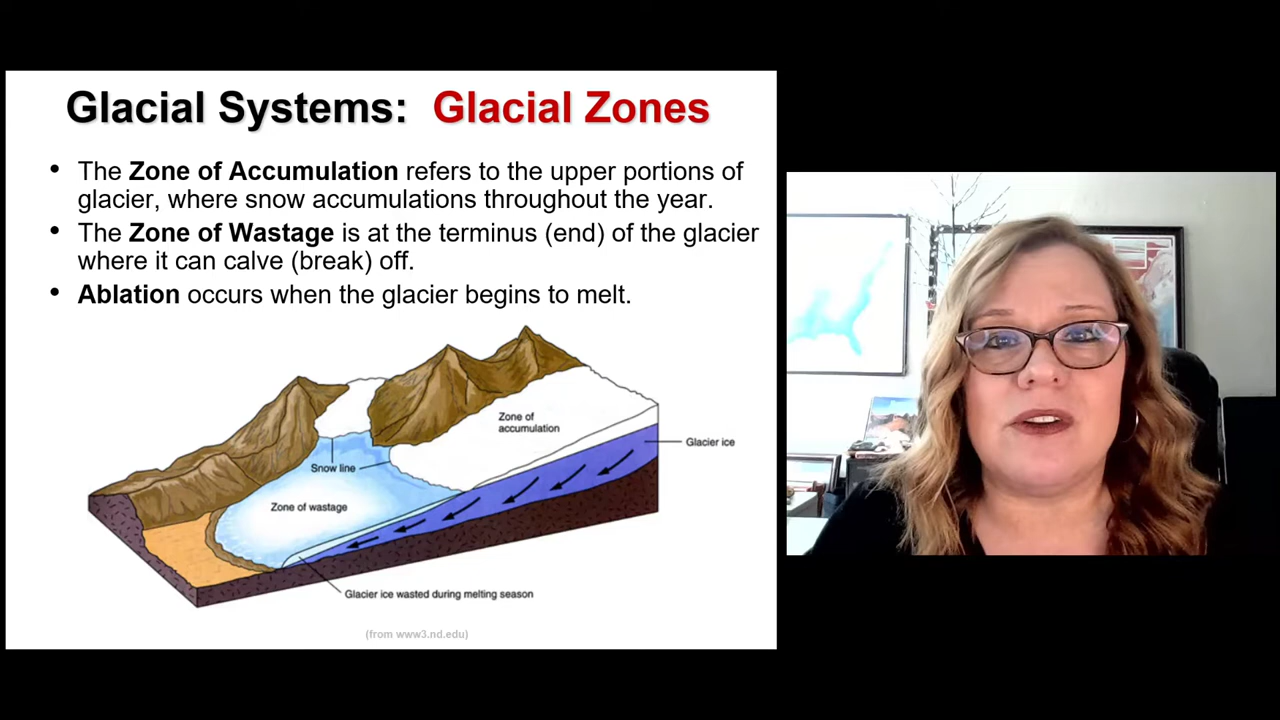 Glacial Systems: Glacial Zones
• The Zone of Accumulation refers to the upper portions of
glacier, where snow accumulations throughout the year.
• The Zone of Wastage is at the terminus (end) of the glacier
where it can calve (break) off.
• Ablation occurs when the glacier begins to melt.
Zone of
accumulation
Glacier ice
Snow line
Zone of wastage
Glacier ice wasted during melting season
(from www3.nd.edu)